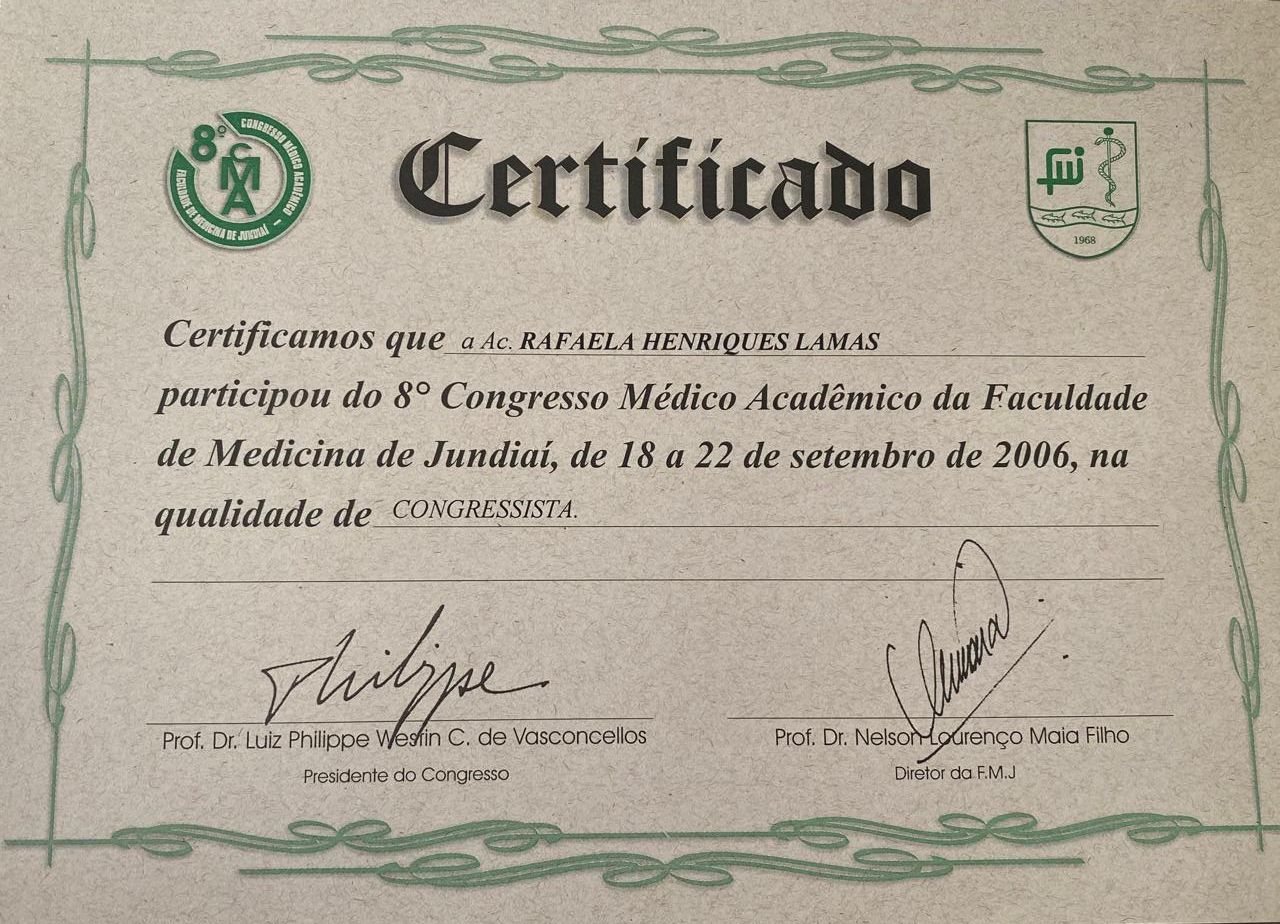 8º CONGRESSO MÉDICO ACADÊMICO
CMA
FACULDADE DE MEDICINA DE JUNDIAÍ
Certificado
FMJ
1968
Certificamos que a Ac. RAFAELA HENRIQUES LAMAS
participou do 8° Congresso Médico Acadêmico da Faculdade
de Medicina de Jundiaí, de 18 a 22 de setembro de 2006, na
qualidade de CONGRESSISTA.
Philippe
Prof. Dr. Luiz Philippe Westin C. de Vasconcellos
Presidente do Congresso
Prof. Dr. Nelson Lourenço Maia Filho
Diretor da F.M.J